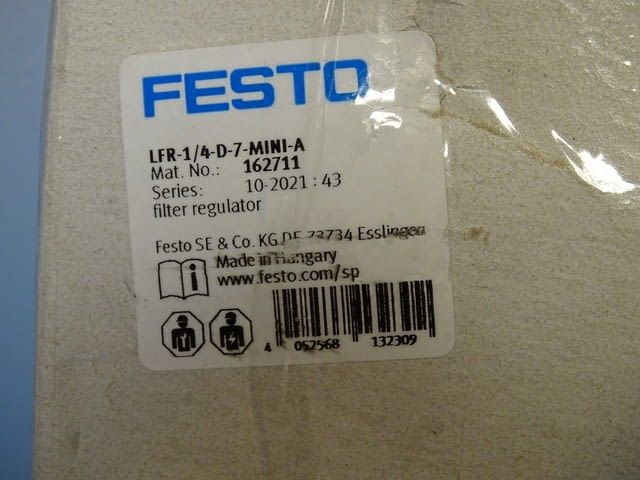 FESTO
LFR-1/4-D-7-MINI-A
Mat. No.: 162711
Series: 10-2021 : 43
filter regulator
Festo SE & Co. KG DE-73734 Esslingen
Made in Hungary
www.festo.com/sp
4 052568 132309